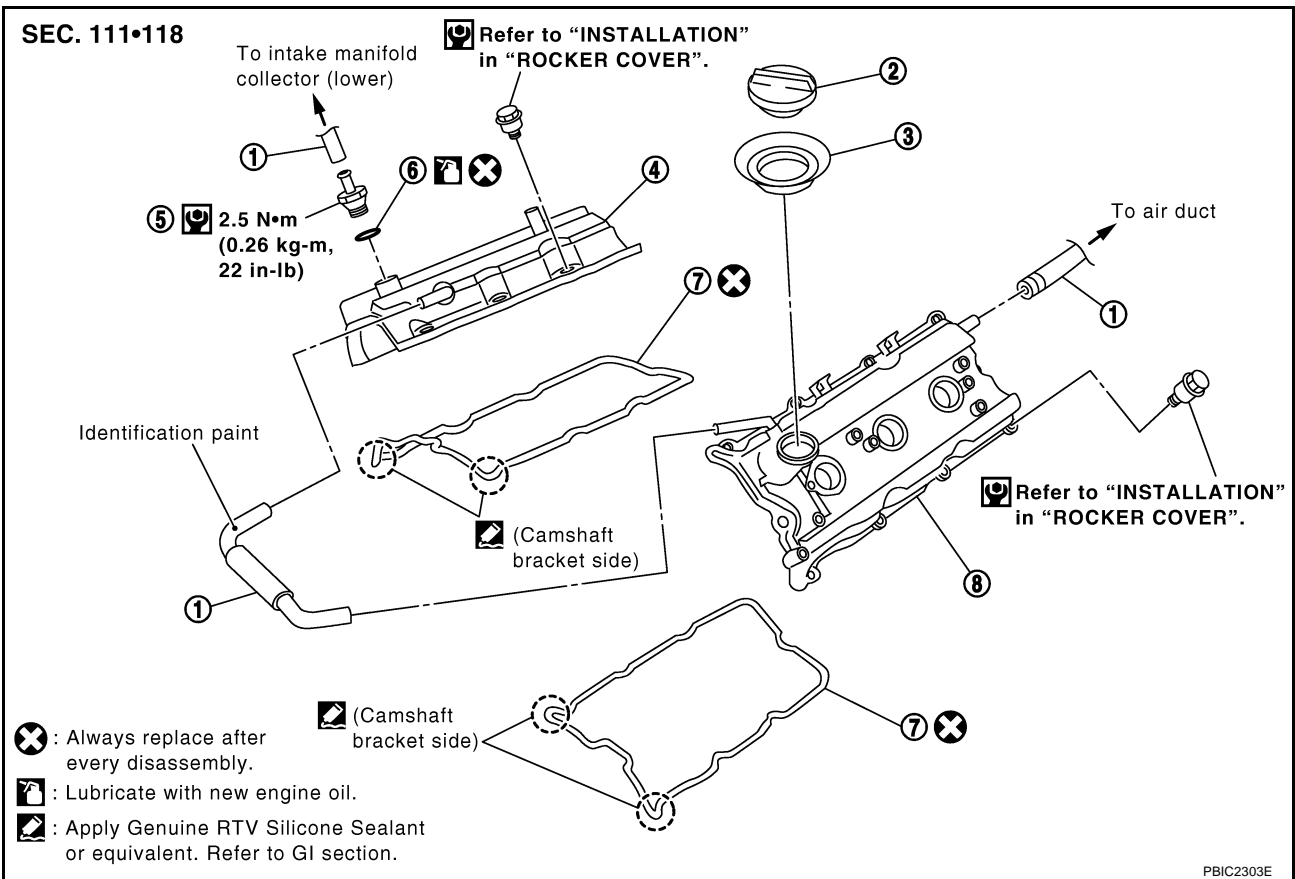 SEC. 111•118
To intake manifold
collector (lower)
Refer to “INSTALLATION”
in “ROCKER COVER”.
2
3
1
6
4
5 2.5 N•m
(0.26 kg-m,
22 in-lb)
To air duct
7
1
Identification paint
(Camshaft
bracket side)
Refer to “INSTALLATION”
in “ROCKER COVER”.
8
1
(Camshaft
bracket side)
7
: Always replace after
every disassembly.
: Lubricate with new engine oil.
: Apply Genuine RTV Silicone Sealant
or equivalent. Refer to GI section.
PBIC2303E